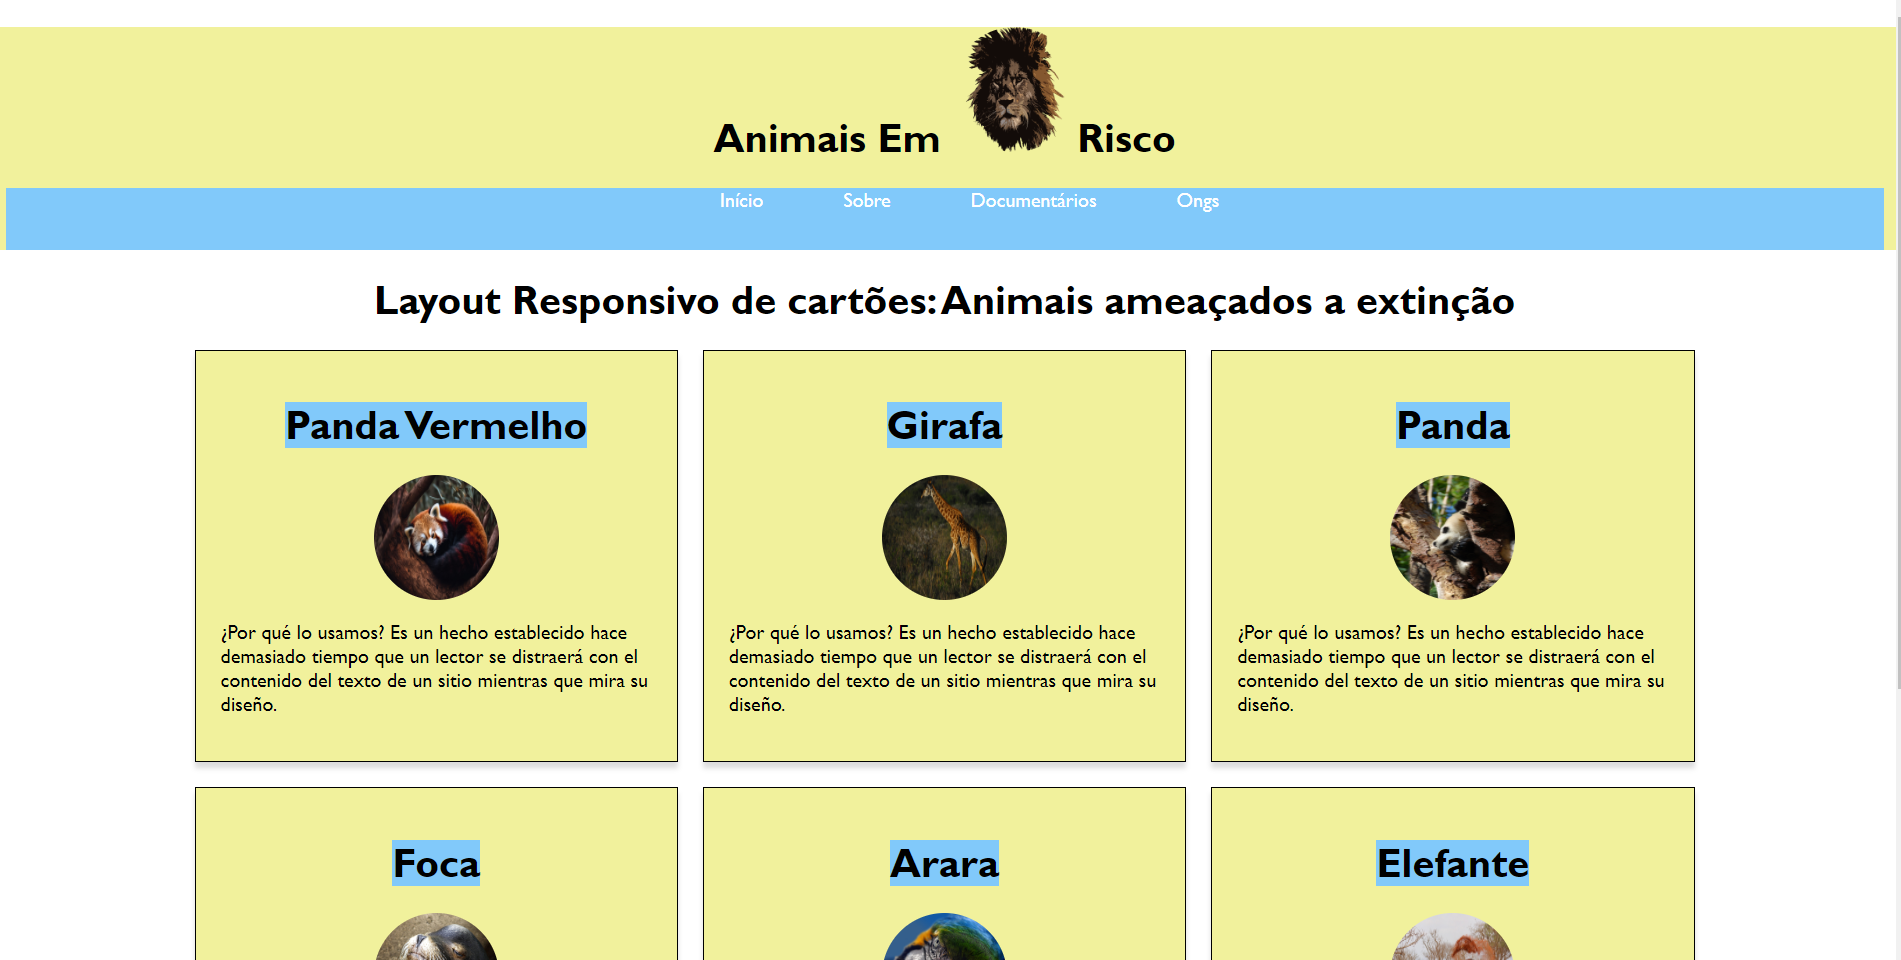 Animais Em Risco
Início Sobre Documentários Ongs
Layout Responsivo de cartões: Animais ameaçados a extinção
Panda Vermelho
¿Por qué lo usamos? Es un hecho establecido hace
demasiado tiempo que un lector se distraerá con el
contenido del texto de un sitio mientras que mira su
diseño.
Girafa
¿Por qué lo usamos? Es un hecho establecido hace
demasiado tiempo que un lector se distraerá con el
contenido del texto de un sitio mientras que mira su
diseño.
Panda
¿Por qué lo usamos? Es un hecho establecido hace
demasiado tiempo que un lector se distraerá con el
contenido del texto de un sitio mientras que mira su
diseño.
Foca
Arara
Elefante